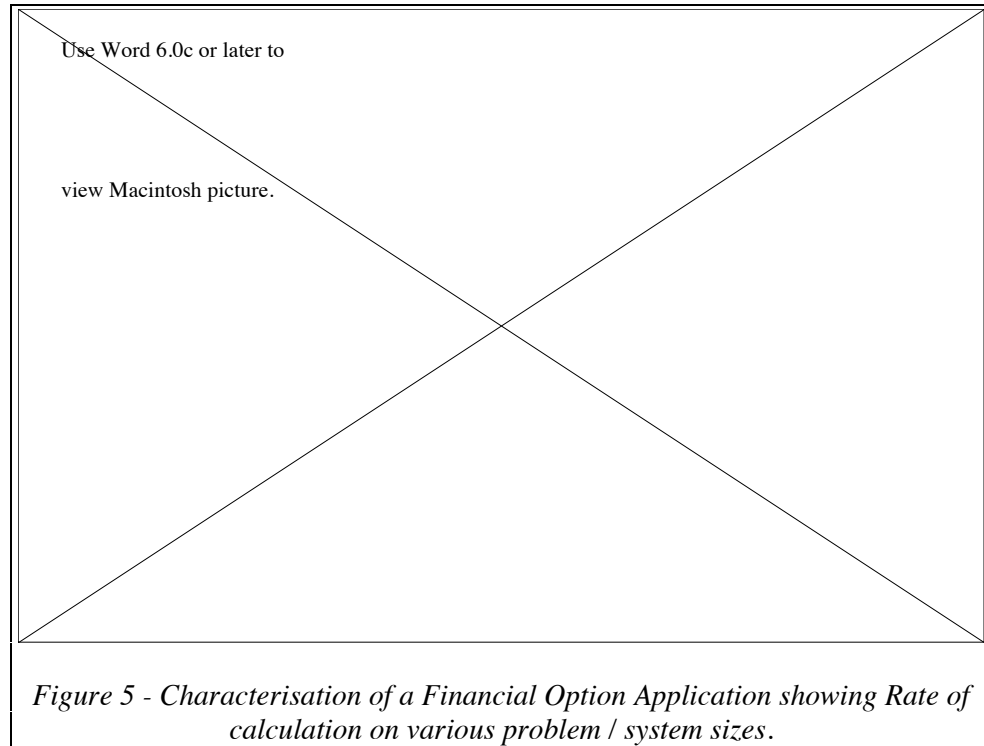 Use Word 6.0c or later to
view Macintosh picture.
Figure 5 - Characterisation of a Financial Option Application showing Rate of
calculation on various problem / system sizes.